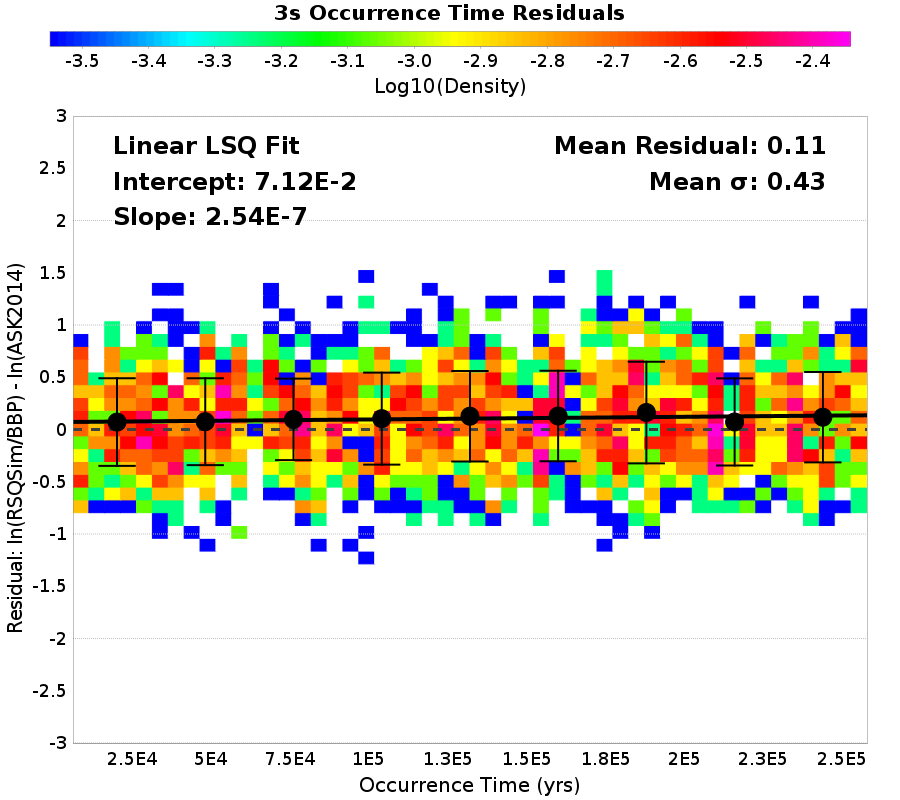 3s Occurrence Time Residuals
-3.5 -3.4 -3.3 -3.2 -3.1 -3.0 -2.9 -2.8 -2.7 -2.6 -2.5 -2.4
Log10(Density)
Linear LSQ Fit
Intercept: 7.12E-2
Slope: 2.54E-7
Mean Residual: 0.11
Mean σ: 0.43
Residual: ln(RSQSim/BBP) - ln(ASK2014)
3
2.5
2
1.5
1
0.5
0
-0.5
-1
-1.5
-2
-2.5
-3
2.5E4 5E4 7.5E4 1E5 1.3E5 1.5E5 1.8E5 2E5 2.3E5 2.5E5
Occurrence Time (yrs)